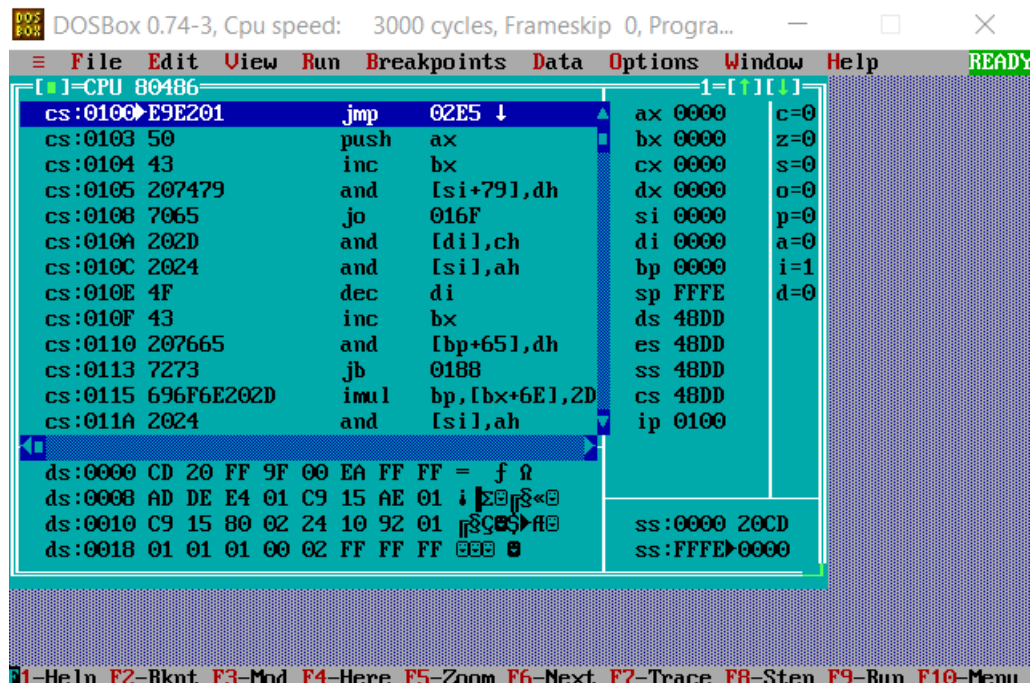 DOSBox 0.74-3, Cpu speed: 3000 cycles, Frameskip 0, Progra...
≡ File Edit View Run Breakpoints Data Options Window Help READY
[■]=CPU 80486 1=[↑][↓]
cs:0100►E9E201 jmp 02E5 ↓ ax 0000 c=0
cs:0103 50 push ax bx 0000 z=0
cs:0104 43 inc bx cx 0000 s=0
cs:0105 207479 and [si+79],dh dx 0000 o=0
cs:0108 7065 jo 016F si 0000 p=0
cs:010A 202D and [di],ch di 0000 a=0
cs:010C 2024 and [si],ah bp 0000 i=1
cs:010E 4F dec di sp FFFE d=0
cs:010F 43 inc bx ds 48DD
cs:0110 207665 and [bp+65],dh es 48DD
cs:0113 7273 jb 0188 ss 48DD
cs:0115 696F6E202D imul bp,[bx+6E],2D cs 48DD
cs:011A 2024 and [si],ah ip 0100
ds:0000 CD 20 FF 9F 00 EA FF FF = ƒ Ω
ds:0008 AD DE E4 01 C9 15 AE 01 ¡▐Σ☺╔§«☺
ds:0010 C9 15 80 02 24 10 92 01 ╔§Ç☻$►Æ☺ ss:0000 20CD
ds:0018 01 01 01 00 02 FF FF FF ☺☺☺ ☻ ss:FFFE►0000
F1-Help F2-Bkpt F3-Mod F4-Here F5-Zoom F6-Next F7-Trace F8-Step F9-Run F10-Menu